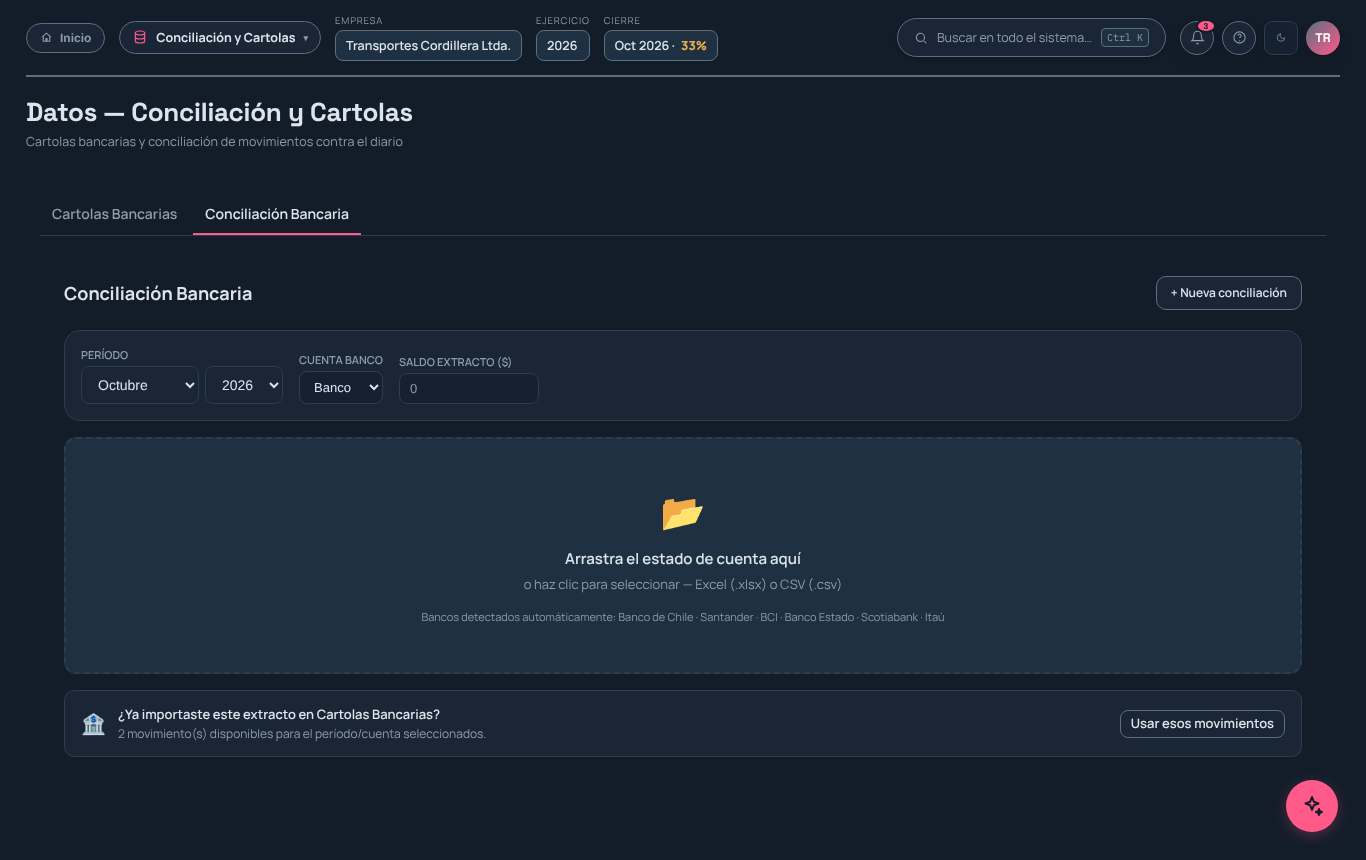 Inicio
Conciliación y Cartolas
EMPRESA
Transportes Cordillera Ltda.
EJERCICIO
2026
CIERRE
Oct 2026 · 33%
Buscar en todo el sistema... Ctrl K
3
TR
Datos — Conciliación y Cartolas
Cartolas bancarias y conciliación de movimientos contra el diario
Cartolas Bancarias
Conciliación Bancaria
Conciliación Bancaria
+ Nueva conciliación
PERÍODO
Octubre
2026
CUENTA BANCO
Banco
SALDO EXTRACTO ($)
0
Arrastra el estado de cuenta aquí
o haz clic para seleccionar — Excel (.xlsx) o CSV (.csv)
Bancos detectados automáticamente: Banco de Chile · Santander · BCI · Banco Estado · Scotiabank · Itaú
¿Ya importaste este extracto en Cartolas Bancarias?
2 movimiento(s) disponibles para el período/cuenta seleccionados.
Usar esos movimientos